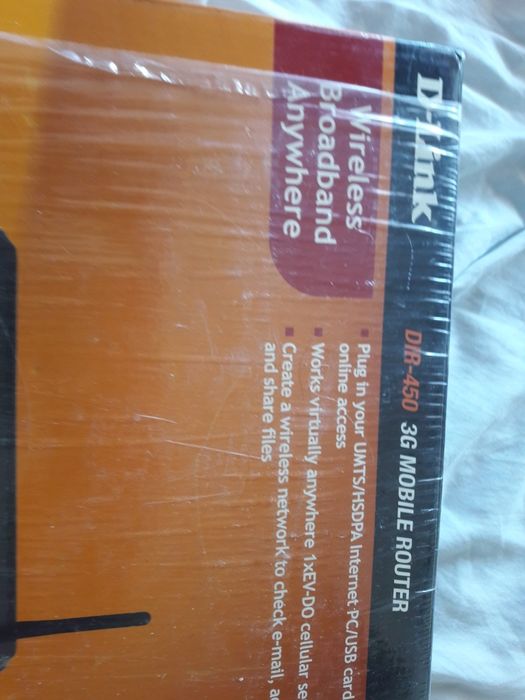 D-Link
DIR-450 3G MOBILE ROUTER
Wireless
Broadband
Anywhere
Plug in your UMTS/HSDPA Internet PC/USB card
online access
Works virtually anywhere 1xEV-DO cellular se
Create a wireless network to check e-mail,
and share files